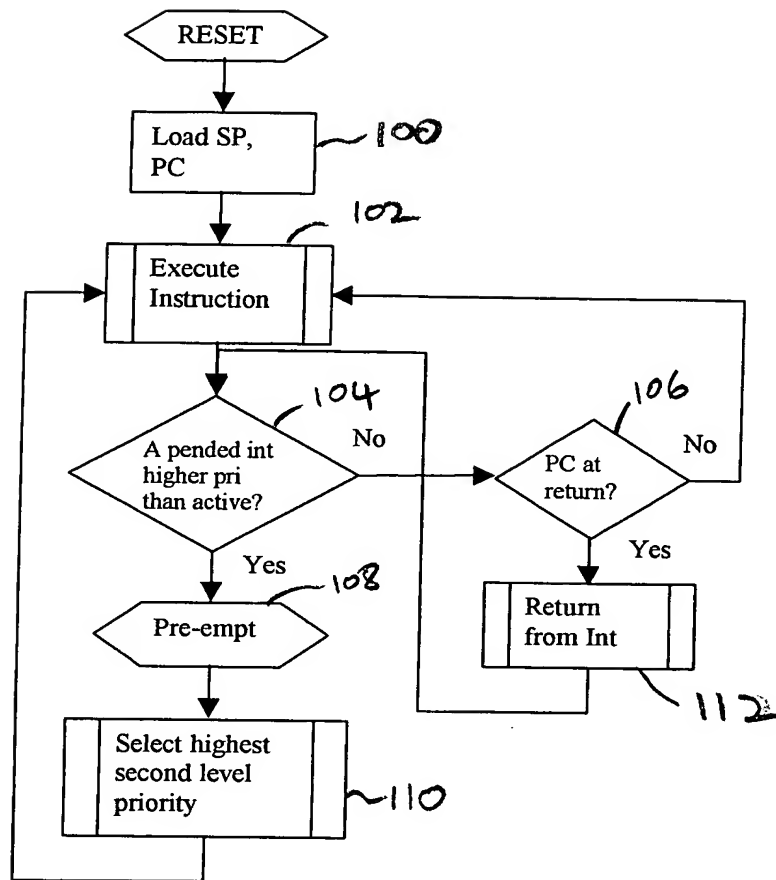 RESET
Load SP,
PC
100
102
Execute
Instruction
104
A pended int
higher pri
than active?
No
106
PC at
return?
No
Yes
Yes
108
Pre-empt
Return
from Int
112
Select highest
second level
priority
110